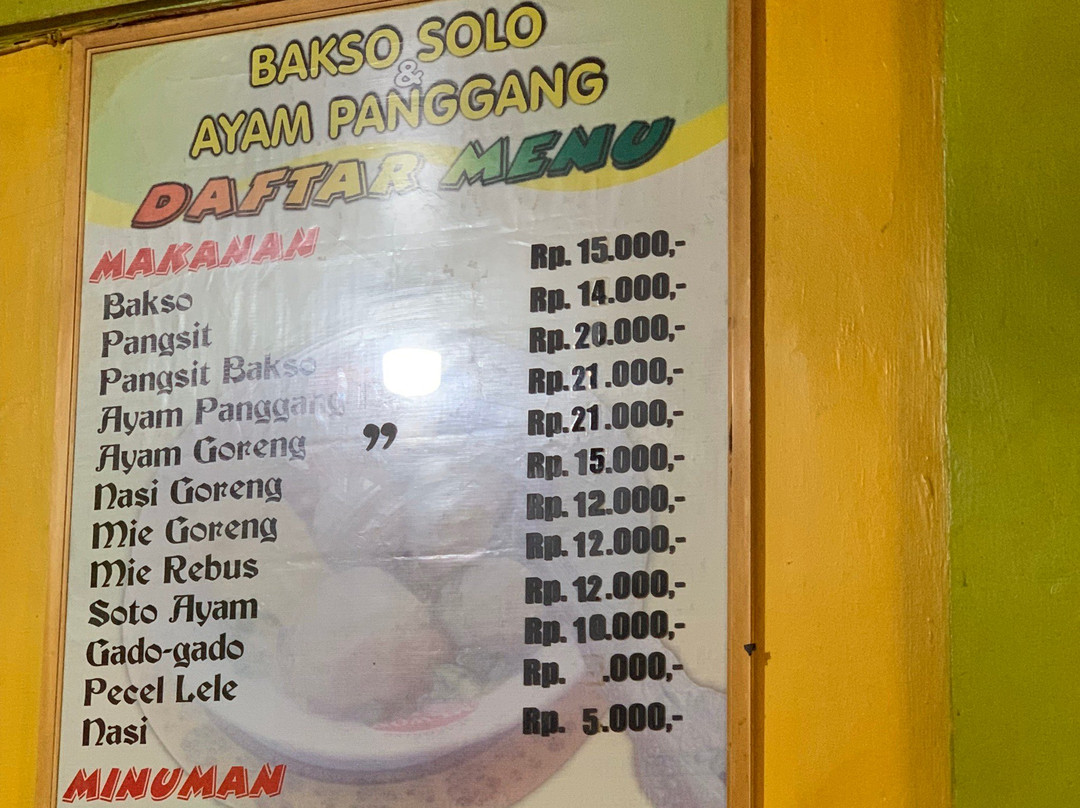 BAKSO SOLO
&
AYAM PANGGANG
DAFTAR MENU
MAKANAN
Bakso Rp. 15.000,-
Pangsit Rp. 14.000,-
Pangsit Bakso Rp. 20.000,-
Ayam Panggang Rp. 21.000,-
Ayam Goreng ” Rp. 21.000,-
Nasi Goreng Rp. 15.000,-
Mie Goreng Rp. 12.000,-
Mie Rebus Rp. 12.000,-
Soto Ayam Rp. 12.000,-
Gado-gado Rp. 10.000,-
Pecel Lele Rp. .000,-
Nasi Rp. 5.000,-
MINUMAN